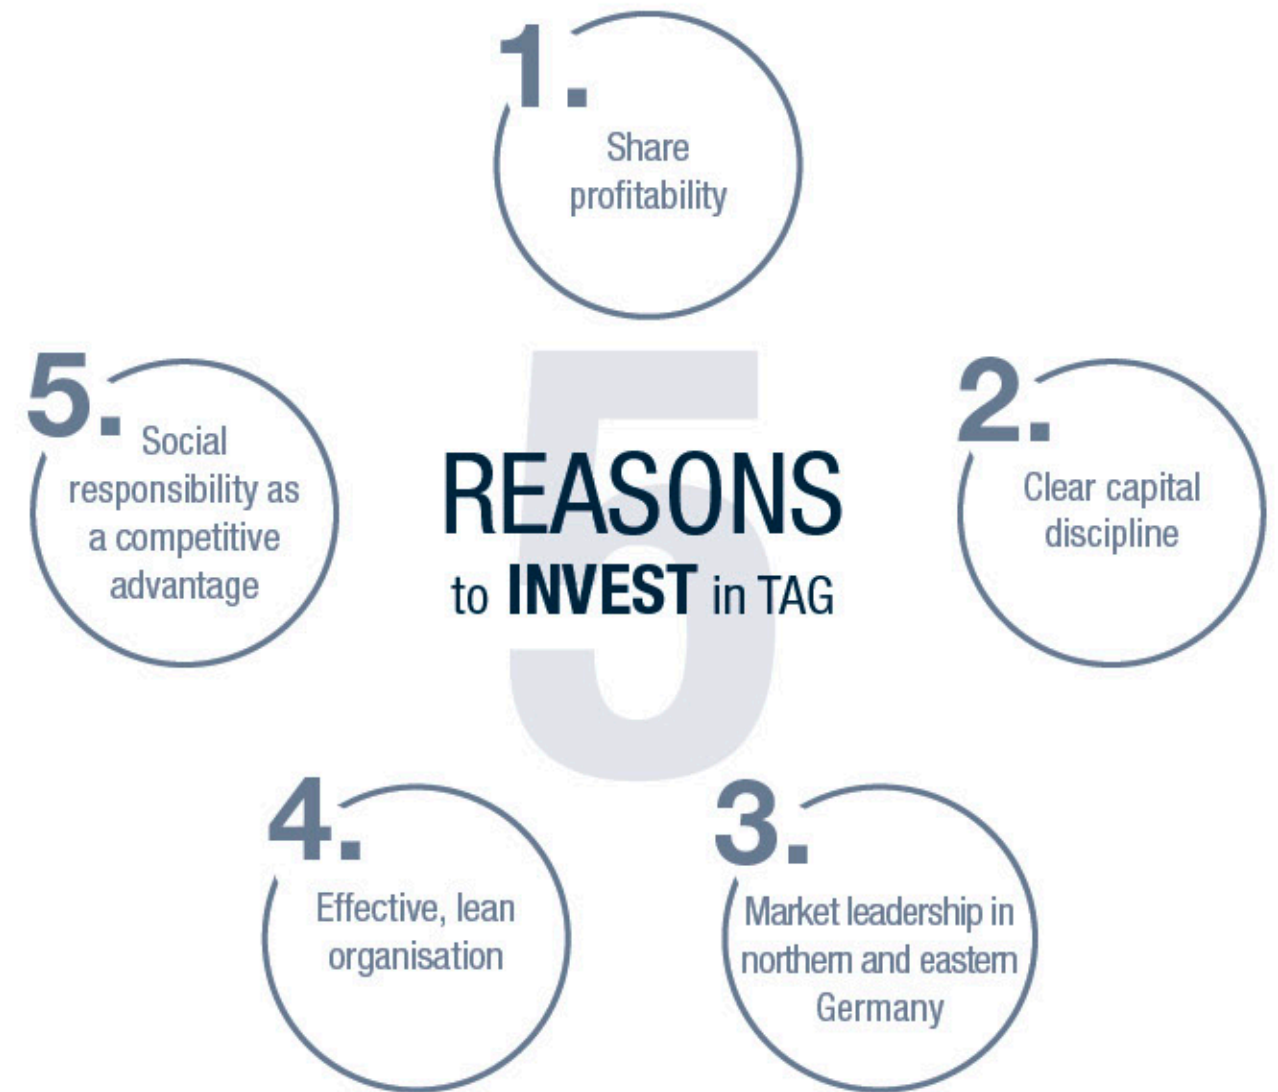 1.
Share
profitability
5
REASONS
to INVEST in TAG
2.
Clear capital
discipline
3.
Market leadership in
northern and eastern
Germany
4.
Effective, lean
organisation
5.
Social
responsibility as
a competitive
advantage